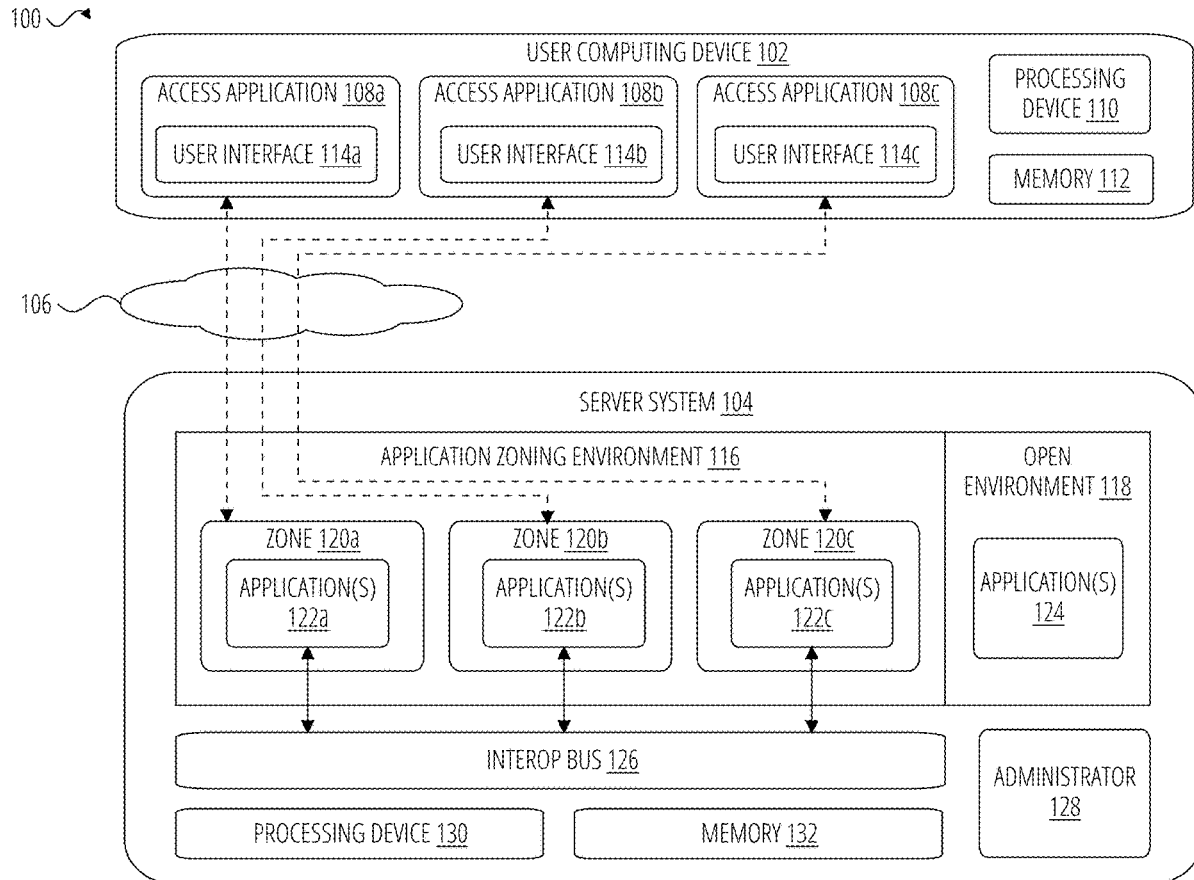 100
USER COMPUTING DEVICE 102
ACCESS APPLICATION 108a
USER INTERFACE 114a
ACCESS APPLICATION 108b
USER INTERFACE 114b
ACCESS APPLICATION 108c
USER INTERFACE 114c
PROCESSING
DEVICE 110
MEMORY 112
106
SERVER SYSTEM 104
APPLICATION ZONING ENVIRONMENT 116
OPEN
ENVIRONMENT 118
ZONE 120a
APPLICATION(S)
122a
ZONE 120b
APPLICATION(S)
122b
ZONE 120c
APPLICATION(S)
122c
APPLICATION(S)
124
INTEROP BUS 126
ADMINISTRATOR
128
PROCESSING DEVICE 130
MEMORY 132